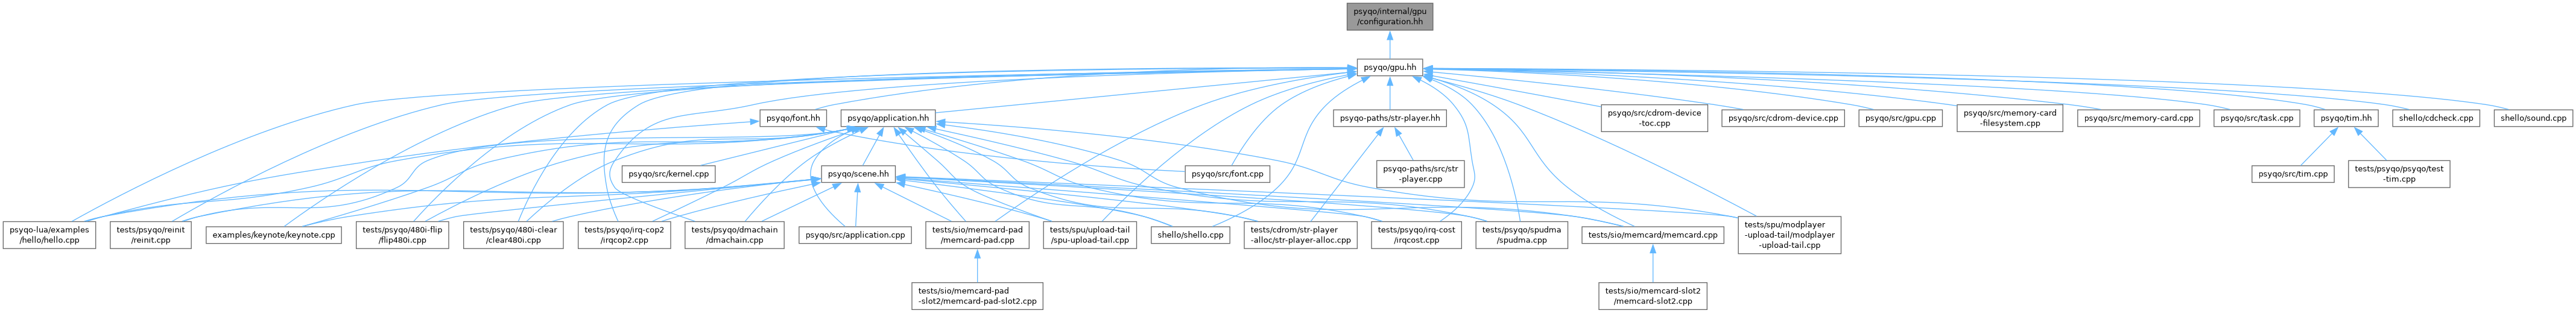 psyqo/internal/gpu
/configuration.hh
psyqo/gpu.hh
psyqo/font.hh
psyqo/application.hh
psyqo-paths/str-player.hh
psyqo/src/cdrom-device
-toc.cpp
psyqo/src/cdrom-device.cpp
psyqo/src/gpu.cpp
psyqo/src/memory-card
-filesystem.cpp
psyqo/src/memory-card.cpp
psyqo/src/task.cpp
psyqo/tim.hh
shello/cdcheck.cpp
shello/sound.cpp
psyqo/src/kernel.cpp
psyqo/scene.hh
psyqo/src/font.cpp
psyqo-paths/src/str
-player.cpp
psyqo/src/tim.cpp
tests/psyqo/psyqo/test
-tim.cpp
psyqo-lua/examples
/hello/hello.cpp
tests/psyqo/reinit
/reinit.cpp
examples/keynote/keynote.cpp
tests/psyqo/480i-flip
/flip480i.cpp
tests/psyqo/480i-clear
/clear480i.cpp
tests/psyqo/irq-cop2
/irqcop2.cpp
tests/psyqo/dmachain
/dmachain.cpp
psyqo/src/application.cpp
tests/sio/memcard-pad
/memcard-pad.cpp
tests/spu/upload-tail
/spu-upload-tail.cpp
shello/shello.cpp
tests/cdrom/str-player
-alloc/str-player-alloc.cpp
tests/psyqo/irq-cost
/irqcost.cpp
tests/psyqo/spudma
/spudma.cpp
tests/sio/memcard/memcard.cpp
tests/spu/modplayer
-upload-tail/modplayer
-upload-tail.cpp
tests/sio/memcard-pad
-slot2/memcard-pad-slot2.cpp
tests/sio/memcard-slot2
/memcard-slot2.cpp